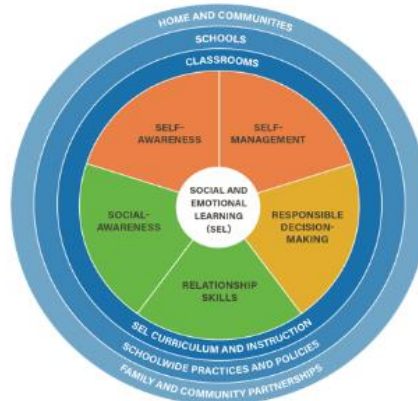 HOME AND COMMUNITIES
SCHOOLS
CLASSROOMS
SELF-
AWARENESS
SELF-
MANAGEMENT
SOCIAL AND
EMOTIONAL
LEARNING
(SEL)
SOCIAL-
AWARENESS
RESPONSIBLE
DECISION-
MAKING
RELATIONSHIP
SKILLS
SEL CURRICULUM AND INSTRUCTION
SCHOOLWIDE PRACTICES AND POLICIES
FAMILY AND COMMUNITY PARTNERSHIPS